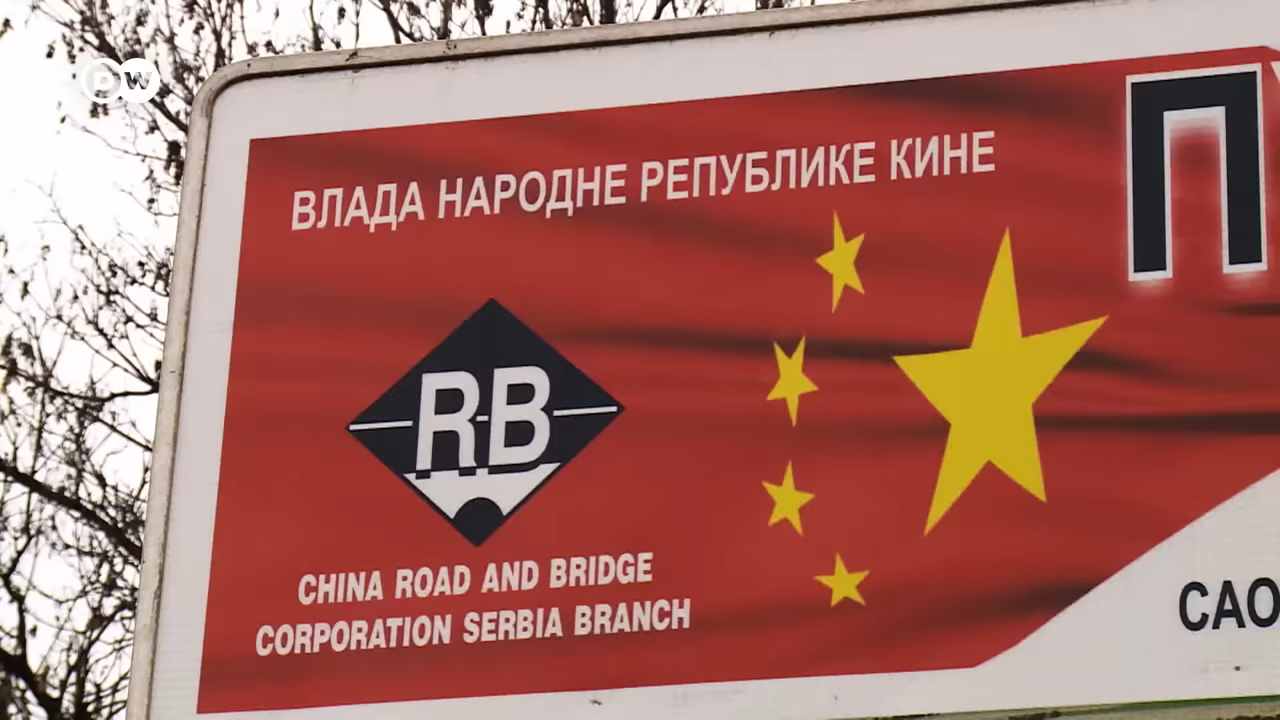 DW
ВЛАДА НАРОДНЕ РЕПУБЛИКЕ КИНЕ
RB
CHINA ROAD AND BRIDGE
CORPORATION SERBIA BRANCH